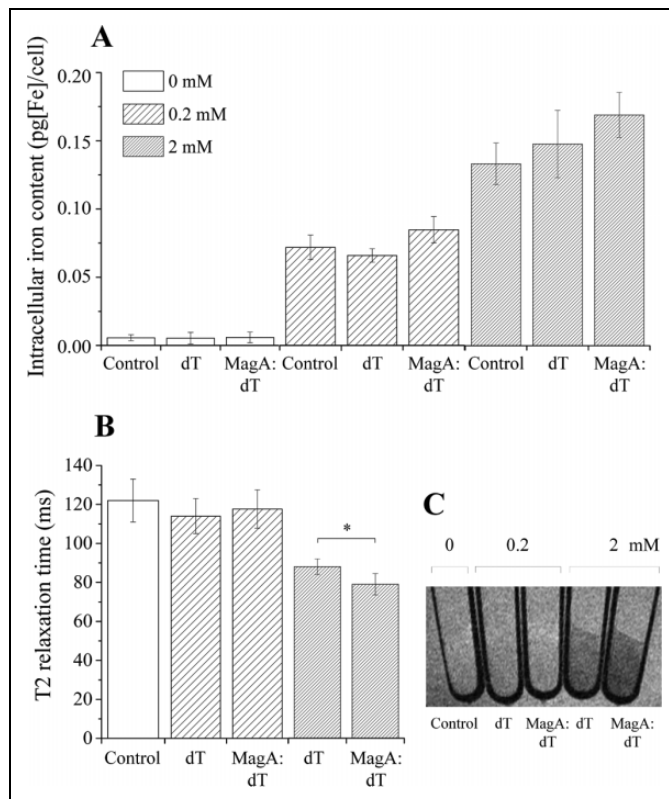 A
Intracellular iron content (pg[Fe]/cell)
0.20
0.15
0.10
0.05
0.00
0 mM
0.2 mM
2 mM
Control dT MagA: Control dT MagA: Control dT MagA:
dT dT dT
B
T2 relaxation time (ms)
140
120
100
80
60
40
20
0
*
Control dT MagA: dT MagA:
dT dT
C
0 0.2 2 mM
Control dT MagA: dT MagA:
dT dT